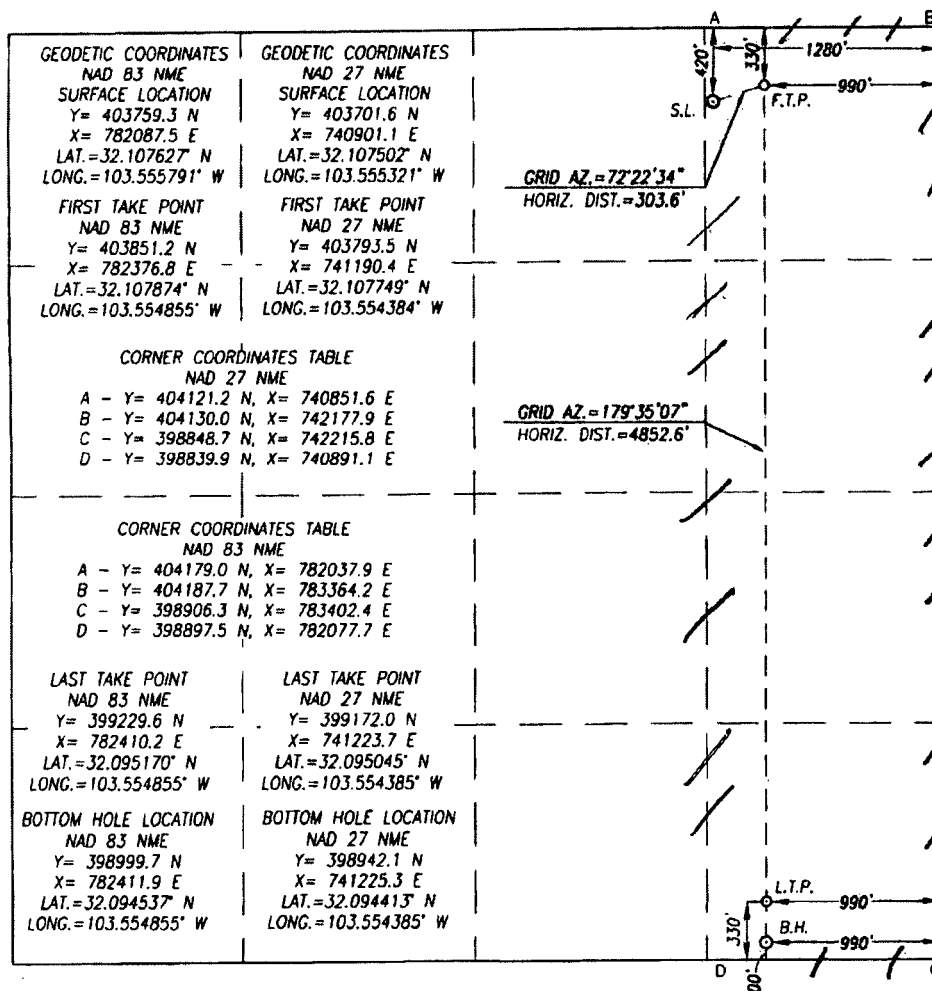 GEODETIC COORDINATES
NAD 83 NME
SURFACE LOCATION
Y= 403759.3 N
X= 782087.5 E
LAT.=32.107627° N
LONG.=103.555791° W
FIRST TAKE POINT
NAD 83 NME
Y= 403851.2 N
X= 782376.8 E
LAT.=32.107874° N
LONG.=103.554855° W
GEODETIC COORDINATES
NAD 27 NME
SURFACE LOCATION
Y= 403701.6 N
X= 740901.1 E
LAT.=32.107502° N
LONG.=103.555321° W
FIRST TAKE POINT
NAD 27 NME
Y= 403793.5 N
X= 741190.4 E
LAT.=32.107749° N
LONG.=103.554384° W
CORNER COORDINATES TABLE
NAD 27 NME
A - Y= 404121.2 N, X= 740851.6 E
B - Y= 404130.0 N, X= 742177.9 E
C - Y= 398848.7 N, X= 742215.8 E
D - Y= 398839.9 N, X= 740891.1 E
CORNER COORDINATES TABLE
NAD 83 NME
A - Y= 404179.0 N, X= 782037.9 E
B - Y= 404187.7 N, X= 783364.2 E
C - Y= 398906.3 N, X= 783402.4 E
D - Y= 398897.5 N, X= 782077.7 E
LAST TAKE POINT
NAD 83 NME
Y= 399229.6 N
X= 782410.2 E
LAT.=32.095170° N
LONG.=103.554855° W
BOTTOM HOLE LOCATION
NAD 83 NME
Y= 398999.7 N
X= 782411.9 E
LAT.=32.094537° N
LONG.=103.554855° W
LAST TAKE POINT
NAD 27 NME
Y= 399172.0 N
X= 741223.7 E
LAT.=32.095045° N
LONG.=103.554385° W
BOTTOM HOLE LOCATION
NAD 27 NME
Y= 398942.1 N
X= 741225.3 E
LAT.=32.094413° N
LONG.=103.554385° W
A
B
1280'
420'
330'
990'
S.L.
F.T.P.
GRID AZ.=72°22'34"
HORIZ. DIST.=303.6'
GRID AZ.=179°35'07"
HORIZ. DIST.=4852.6'
L.T.P.
990'
330'
B.H.
990'
D